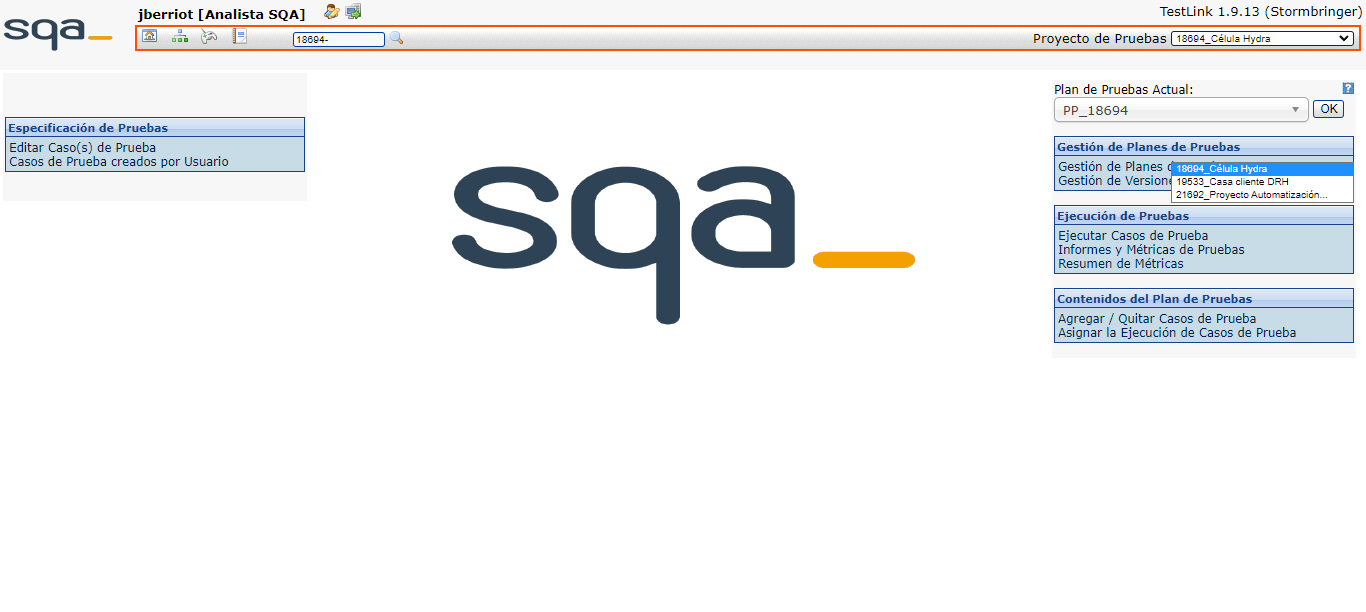 sqa_
jberriot [Analista SQA]
TestLink 1.9.13 (Stormbringer)
18694-
Proyecto de Pruebas 18694_Célula Hydra
Especificación de Pruebas
Editar Caso(s) de Prueba
Casos de Prueba creados por Usuario
sqa_
Plan de Pruebas Actual:
?
PP_18694
OK
Gestión de Planes de Pruebas
Gestión de Planes
Gestión de
18694_Célula Hydra
19533_Casa cliente DRH
21692_Proyecto Automatización...
Ejecución de Pruebas
Ejecutar Casos de Prueba
Informes y Métricas de Pruebas
Resumen de Métricas
Contenidos del Plan de Pruebas
Agregar / Quitar Casos de Prueba
Asignar la Ejecución de Casos de Prueba